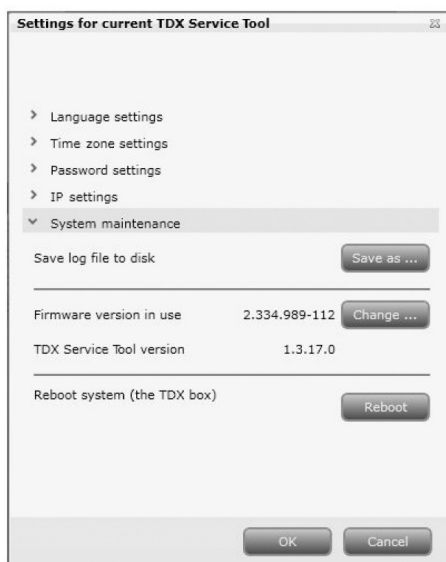 Settings for current TDX Service Tool
Language settings
Time zone settings
Password settings
IP settings
System maintenance
Save log file to disk Save as ...
Firmware version in use 2.334.989-112 Change ...
TDX Service Tool version 1.3.17.0
Reboot system (the TDX box) Reboot
OK Cancel